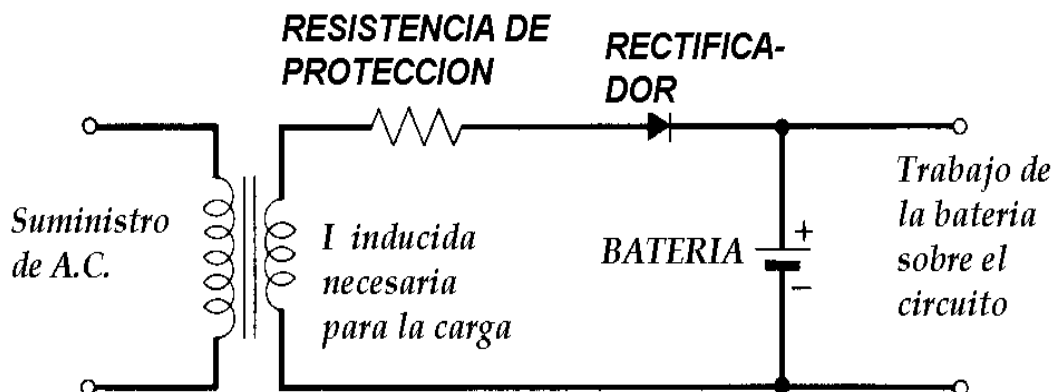 RESISTENCIA DE
PROTECCION
RECTIFICA-
DOR
Suministro
de A.C.
I inducida
necesaria
para la carga
BATERIA
+
−
Trabajo de
la bateria
sobre el
circuito